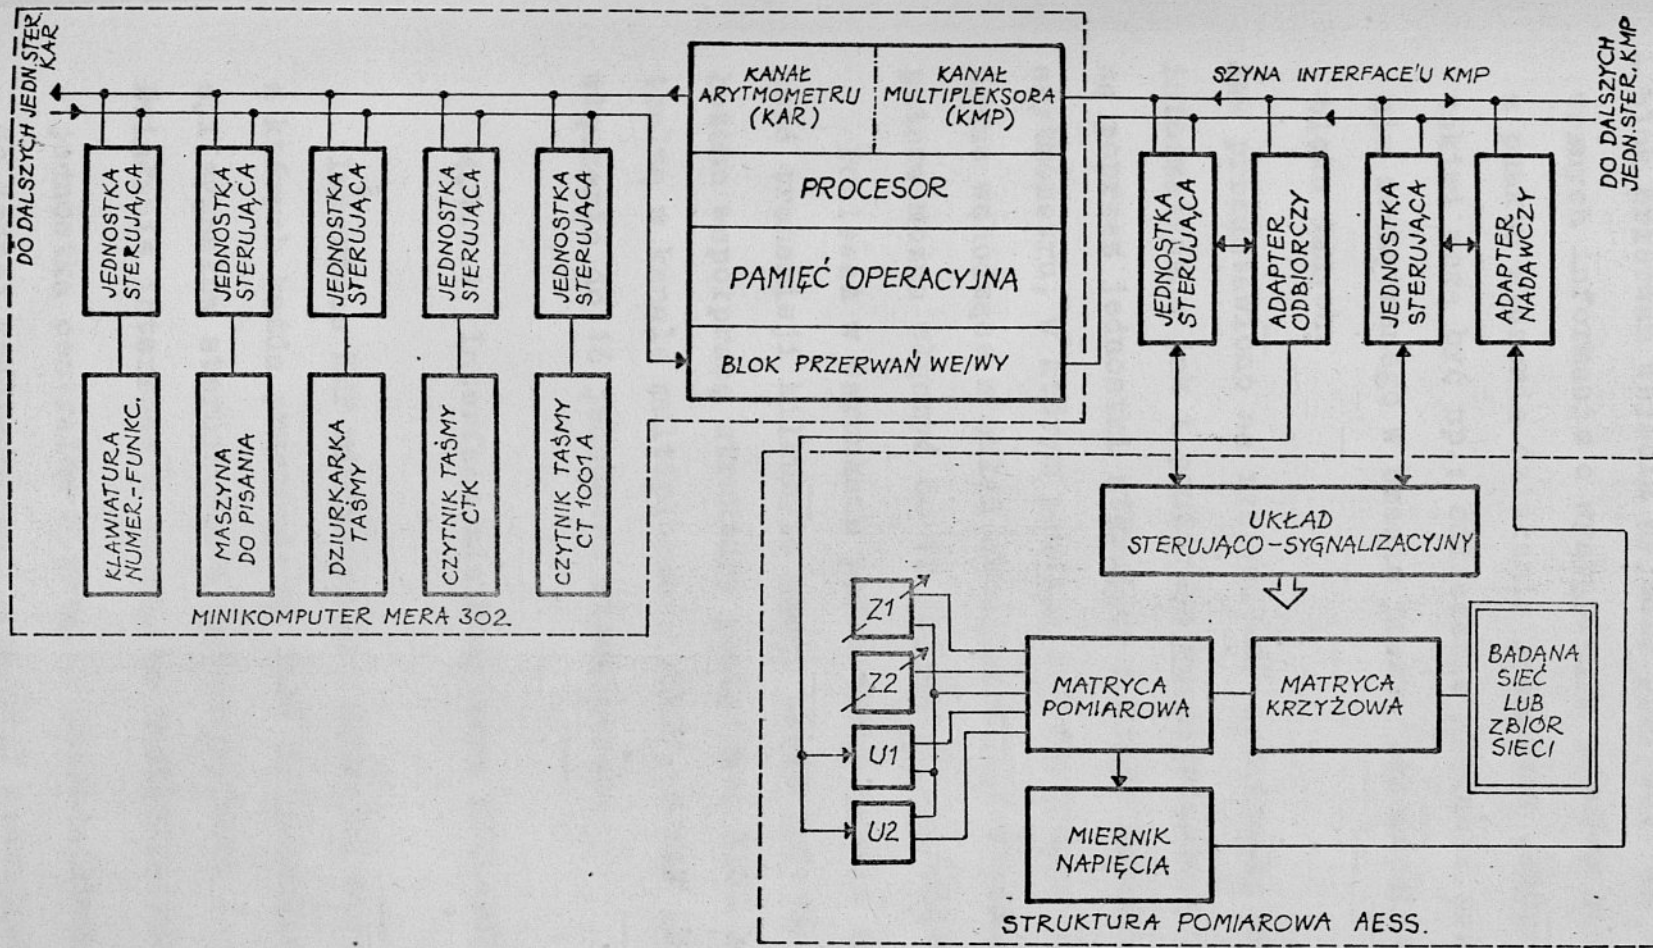 DO DALSZYCH JEDN. STER.
KAR
KANAŁ
ARYTMOMETRU
(KAR)
KANAŁ
MULTIPLEKSORA
(KMP)
PROCESOR
PAMIĘĆ OPERACYJNA
BLOK PRZERWAŃ WE/WY
SZYNA INTERFACE'U KMP
DO DALSZYCH
JEDN. STER. KMP
JEDNOSTKA
STERUJĄCA
JEDNOSTKA
STERUJĄCA
JEDNOSTKA
STERUJĄCA
JEDNOSTKA
STERUJĄCA
JEDNOSTKA
STERUJĄCA
JEDNOSTKA
STERUJĄCA
ADAPTER
ODBIORCZY
JEDNOSTKA
STERUJĄCA
ADAPTER
NADAWCZY
KLAWIATURA
NUMER.-FUNKC.
MASZYNA
DO PISANIA
DZIURKARKA
TAŚMY
CZYTNIK TAŚMY
CTK
CZYTNIK TAŚMY
CT 1001A
MINIKOMPUTER MERA 302.
UKŁAD
STERUJĄCO-SYGNALIZACYJNY
Z1
Z2
U1
U2
MATRYCA
POMIAROWA
MATRYCA
KRZYŻOWA
BADANA
SIEĆ
LUB
ZBIÓR
SIECI
MIERNIK
NAPIĘCIA
STRUKTURA POMIAROWA AESS.